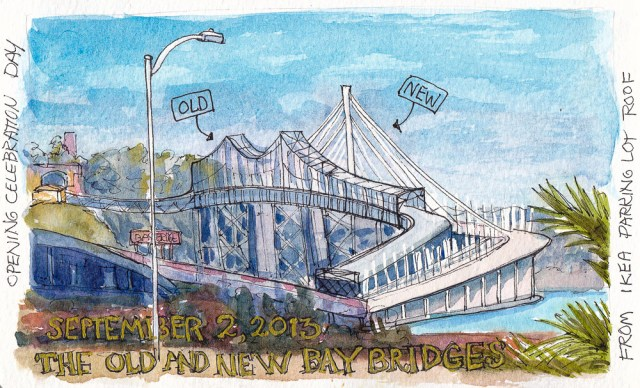 OPENING CELEBRATION DAY
OLD
NEW
FROM IKEA PARKING LOT ROOF
SEPTEMBER 2, 2013
THE OLD AND NEW BAY BRIDGES